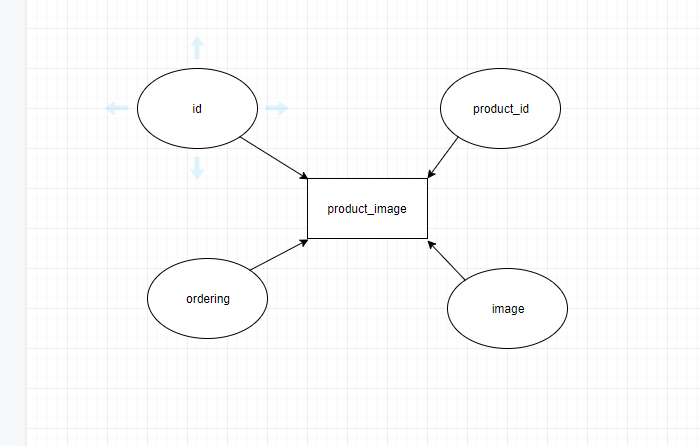 id
product_id
product_image
ordering
image